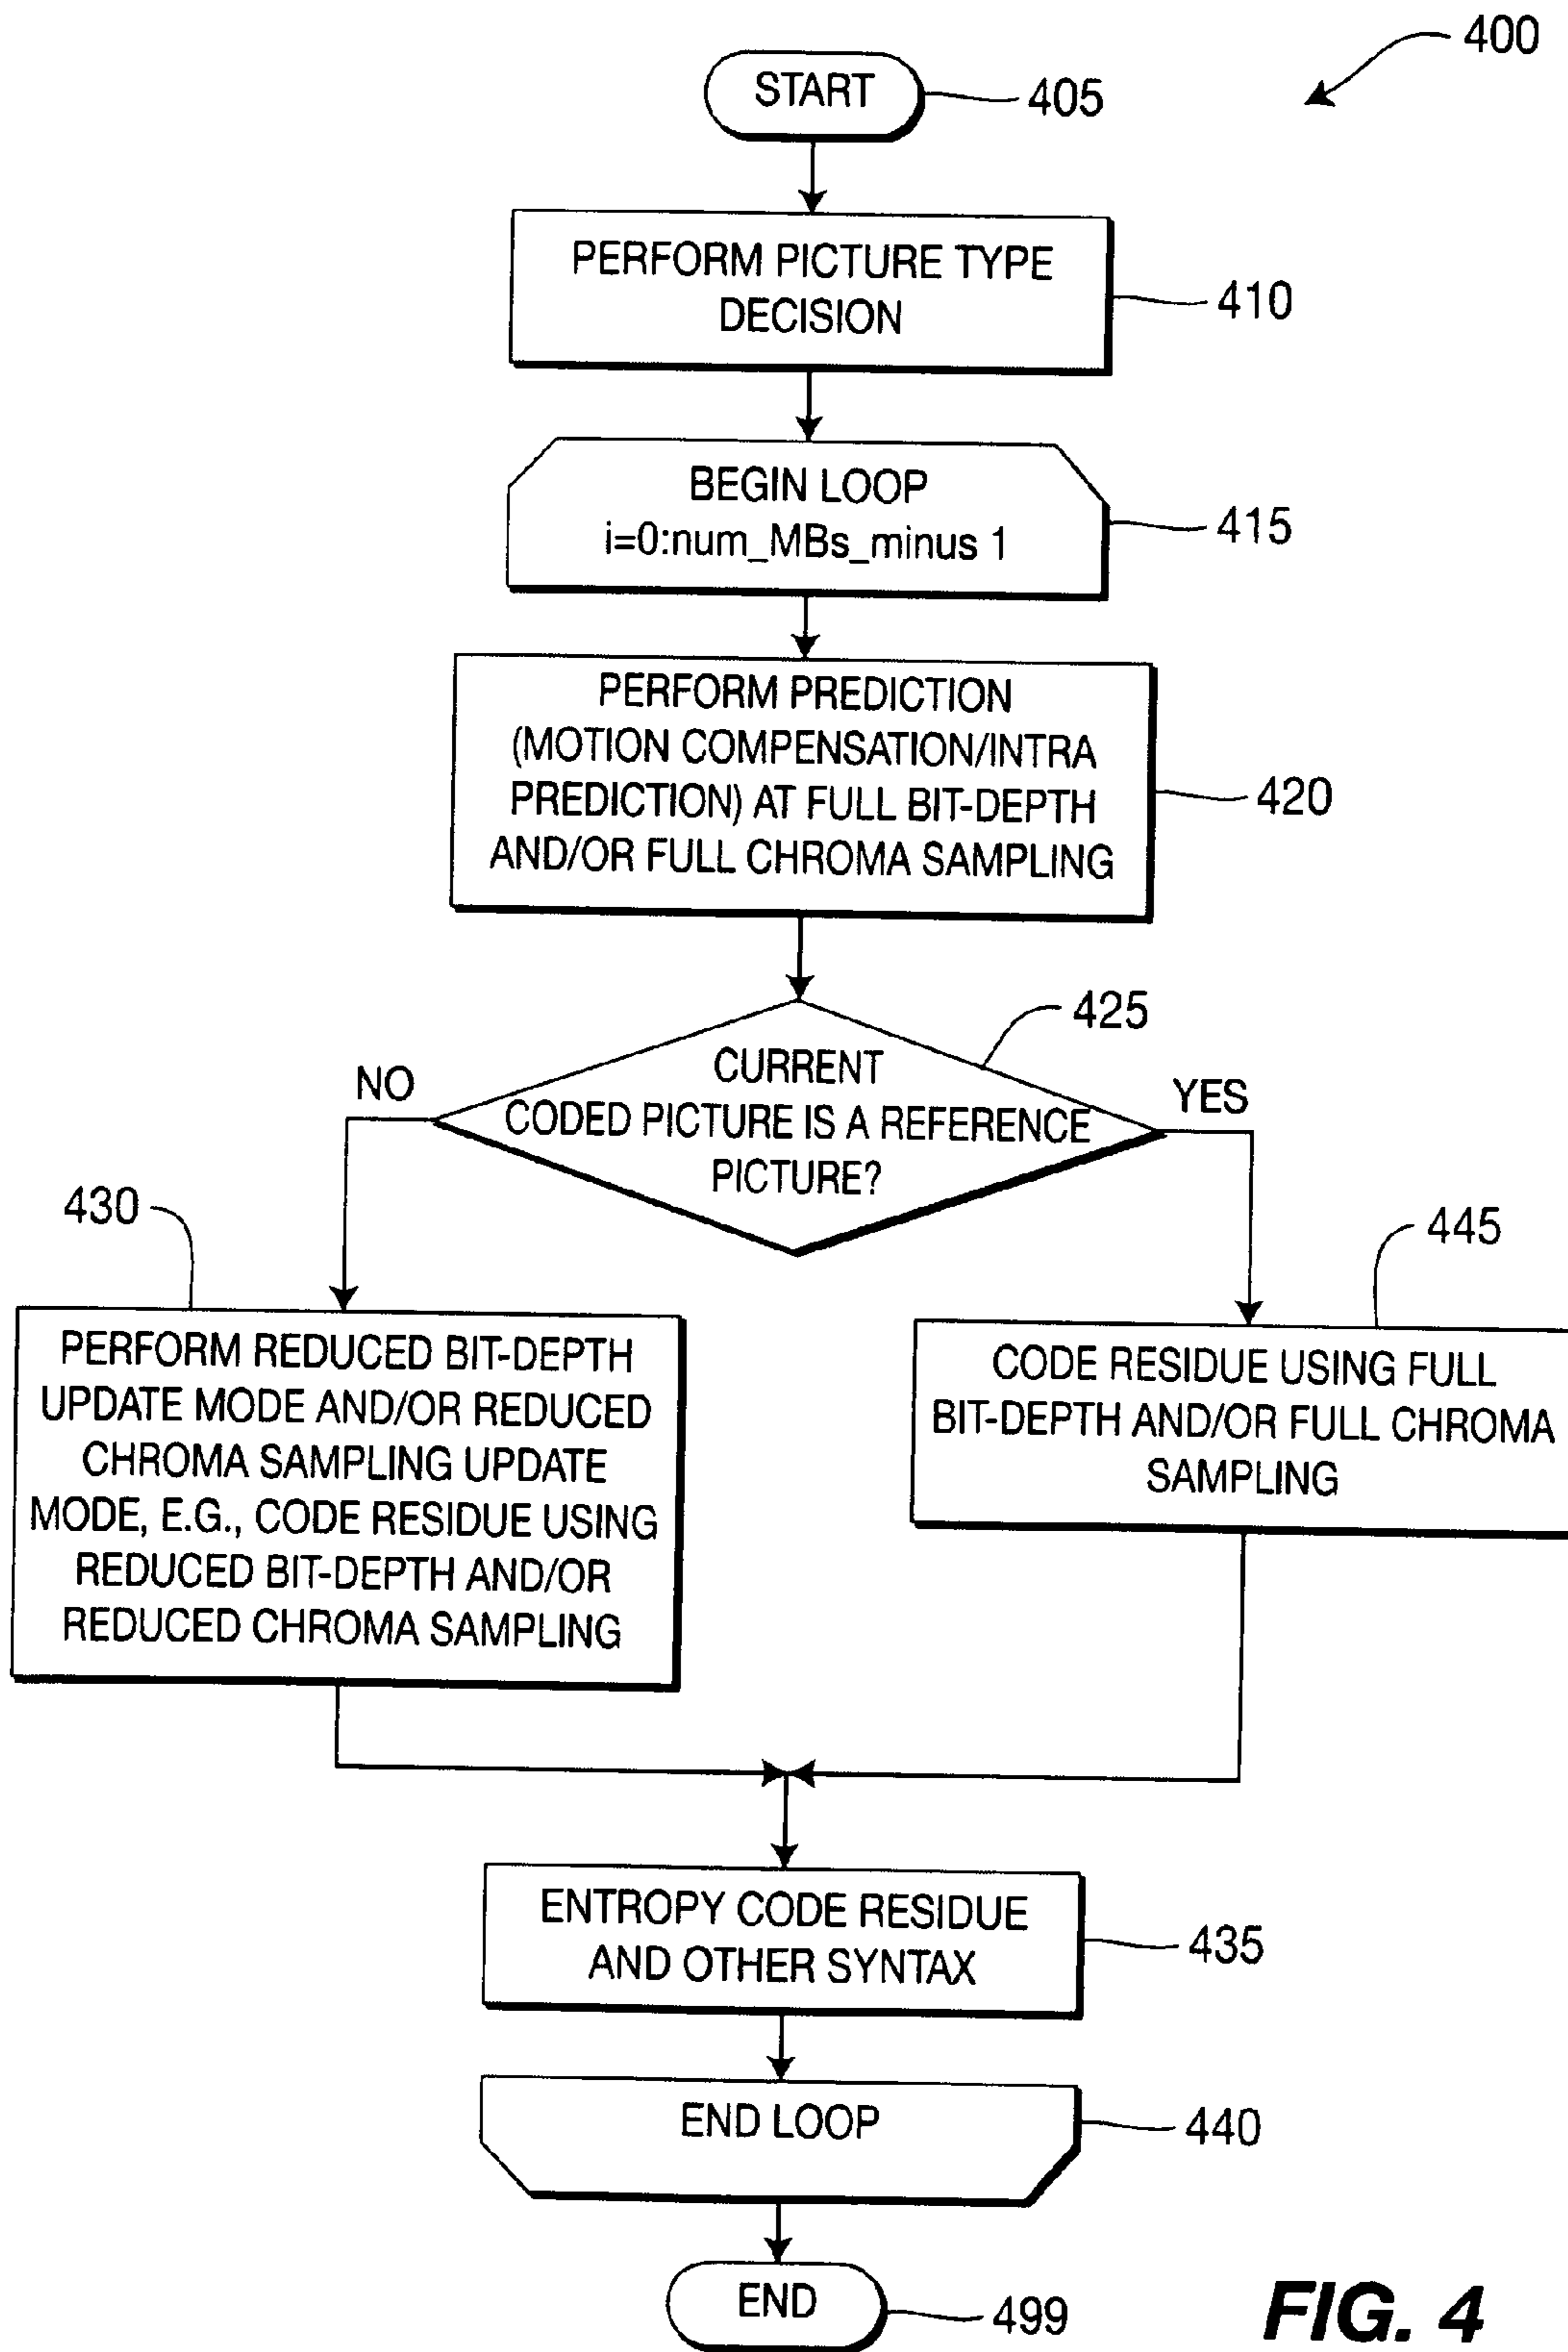 400
START
405
PERFORM PICTURE TYPE
DECISION
410
BEGIN LOOP
i=0:num_MBs_minus 1
415
PERFORM PREDICTION
(MOTION COMPENSATION/INTRA
PREDICTION) AT FULL BIT-DEPTH
AND/OR FULL CHROMA SAMPLING
420
425
CURRENT
CODED PICTURE IS A REFERENCE
PICTURE?
NO
YES
430
PERFORM REDUCED BIT-DEPTH
UPDATE MODE AND/OR REDUCED
CHROMA SAMPLING UPDATE
MODE, E.G., CODE RESIDUE USING
REDUCED BIT-DEPTH AND/OR
REDUCED CHROMA SAMPLING
445
CODE RESIDUE USING FULL
BIT-DEPTH AND/OR FULL CHROMA
SAMPLING
ENTROPY CODE RESIDUE
AND OTHER SYNTAX
435
END LOOP
440
END
499
FIG. 4